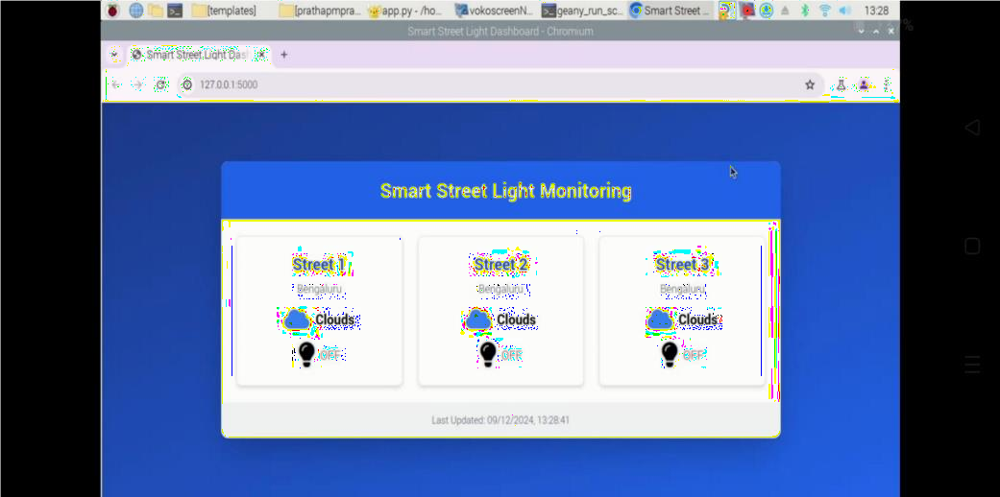 [templates] [prathapmpra... app.py - /ho... vokoscreenN... geany_run_sc... Smart Street ... 13:28
Smart Street Light Dashboard - Chromium
Smart Street Light Das
127.0.0.1:5000
Smart Street Light Monitoring
Street 1 Street 2 Street 3
Bengaluru Bengaluru Bengaluru
Clouds Clouds Clouds
OFF OFF OFF
Last Updated: 09/12/2024, 13:28:41